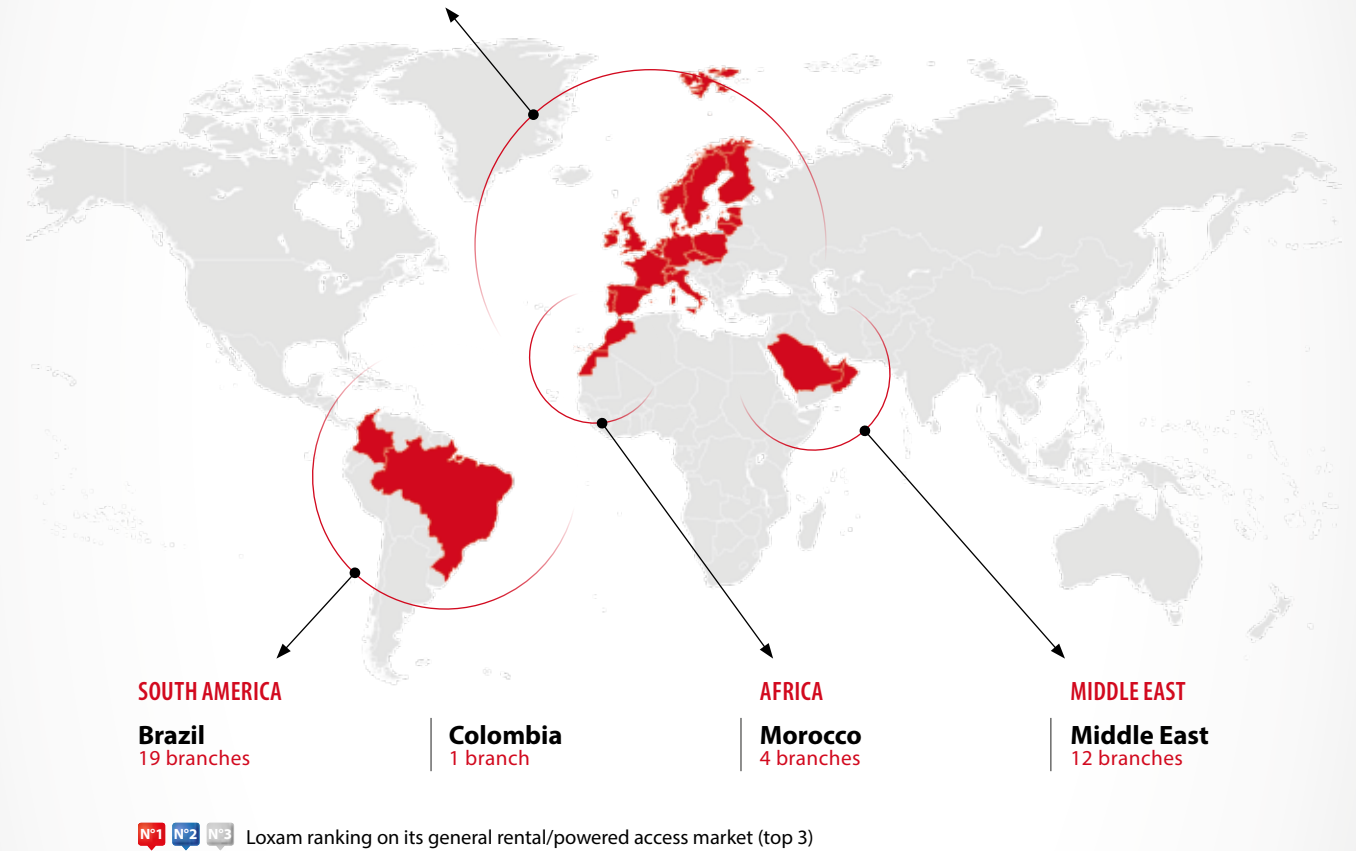 SOUTH AMERICA
Brazil
19 branches
Colombia
1 branch
AFRICA
Morocco
4 branches
MIDDLE EAST
Middle East
12 branches
N°1 N°2 N°3 Loxam ranking on its general rental/powered access market (top 3)